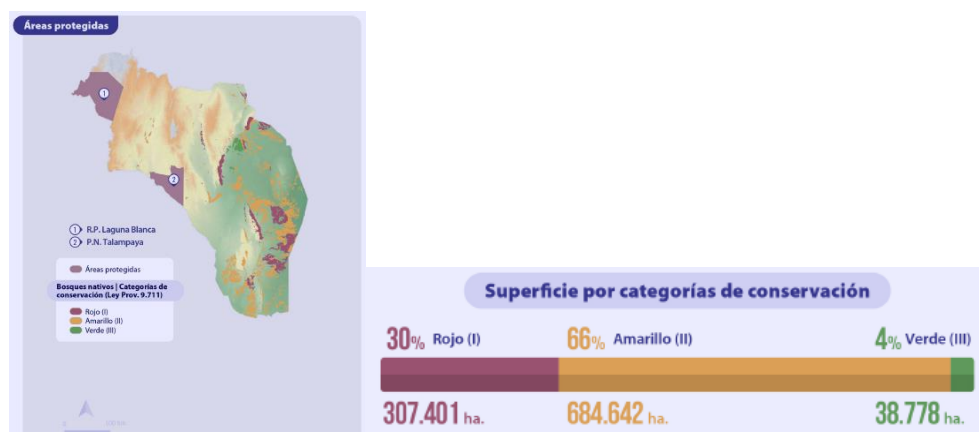 Áreas protegidas
1
2
1 R.P. Laguna Blanca
2 P.N. Talampaya
Áreas protegidas
Bosques nativos | Categorías de
conservación (Ley Prov. 9.711)
Rojo (I)
Amarillo (II)
Verde (III)
Superficie por categorías de conservación
30% Rojo (I) 66% Amarillo (II) 4% Verde (III)
307.401 ha. 684.642 ha. 38.778 ha.